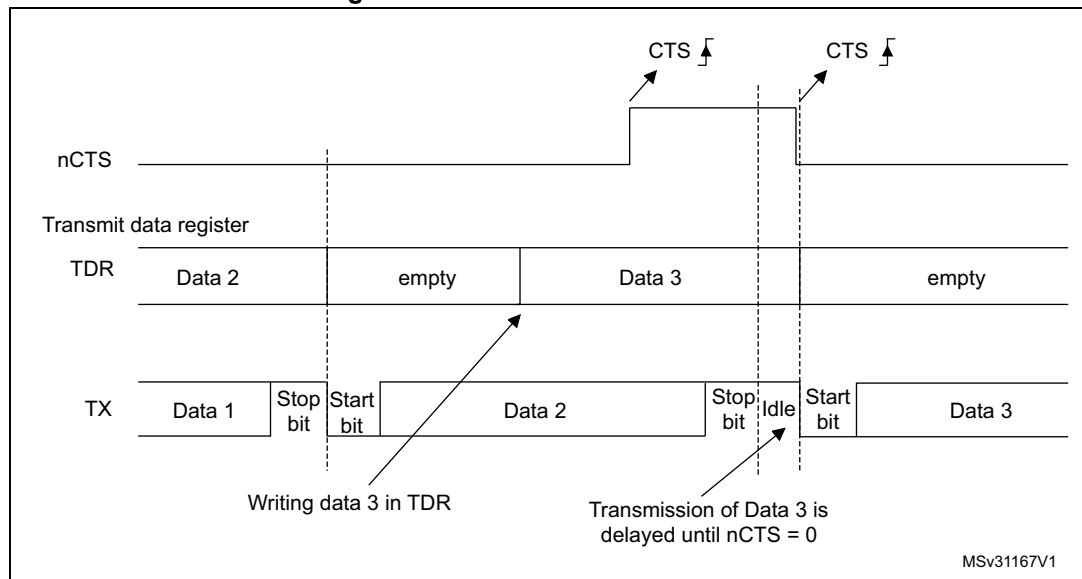 CTS CTS
nCTS
Transmit data register
TDR Data 2 empty Data 3 empty
TX Data 1 Stop bit Start bit Data 2 Stop bit Idle Start bit Data 3
Writing data 3 in TDR
Transmission of Data 3 is
delayed until nCTS = 0
MSv31167V1